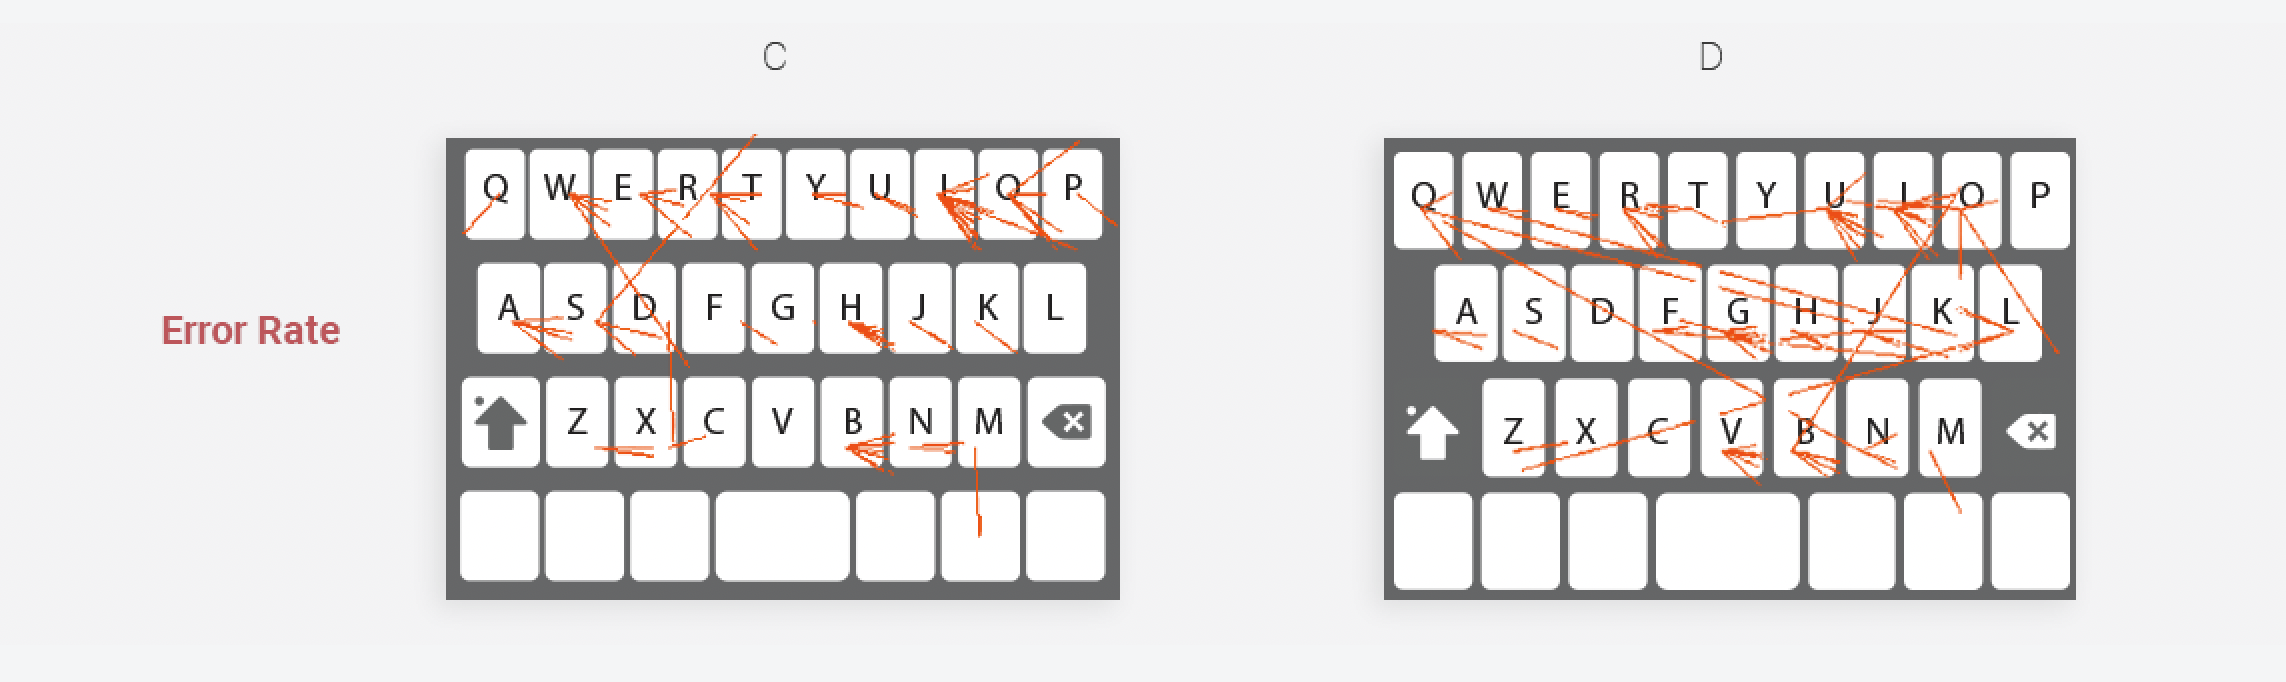 C
D
Error Rate
Q W E R T Y U I O P
A S D F G H J K L
Z X C V B N M
Q W E R T Y U I O P
A S D F G H J K L
Z X C V B N M